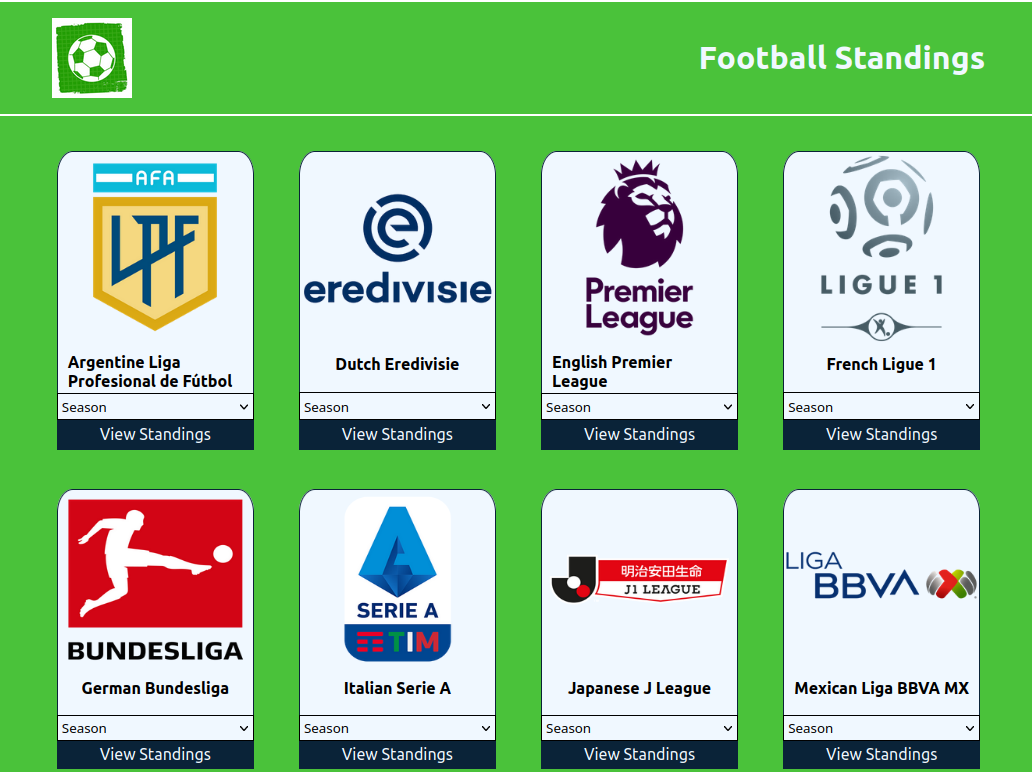 Football Standings
AFA
LPF
eredivisie
Premier
League
LIGUE 1
Argentine Liga
Profesional de Fútbol
Dutch Eredivisie
English Premier
League
French Ligue 1
Season
Season
Season
Season
View Standings
View Standings
View Standings
View Standings
BUNDESLIGA
SERIE A
TIM
明治安田生命
J1 LEAGUE
LIGA
BBVA
German Bundesliga
Italian Serie A
Japanese J League
Mexican Liga BBVA MX
Season
Season
Season
Season
View Standings
View Standings
View Standings
View Standings